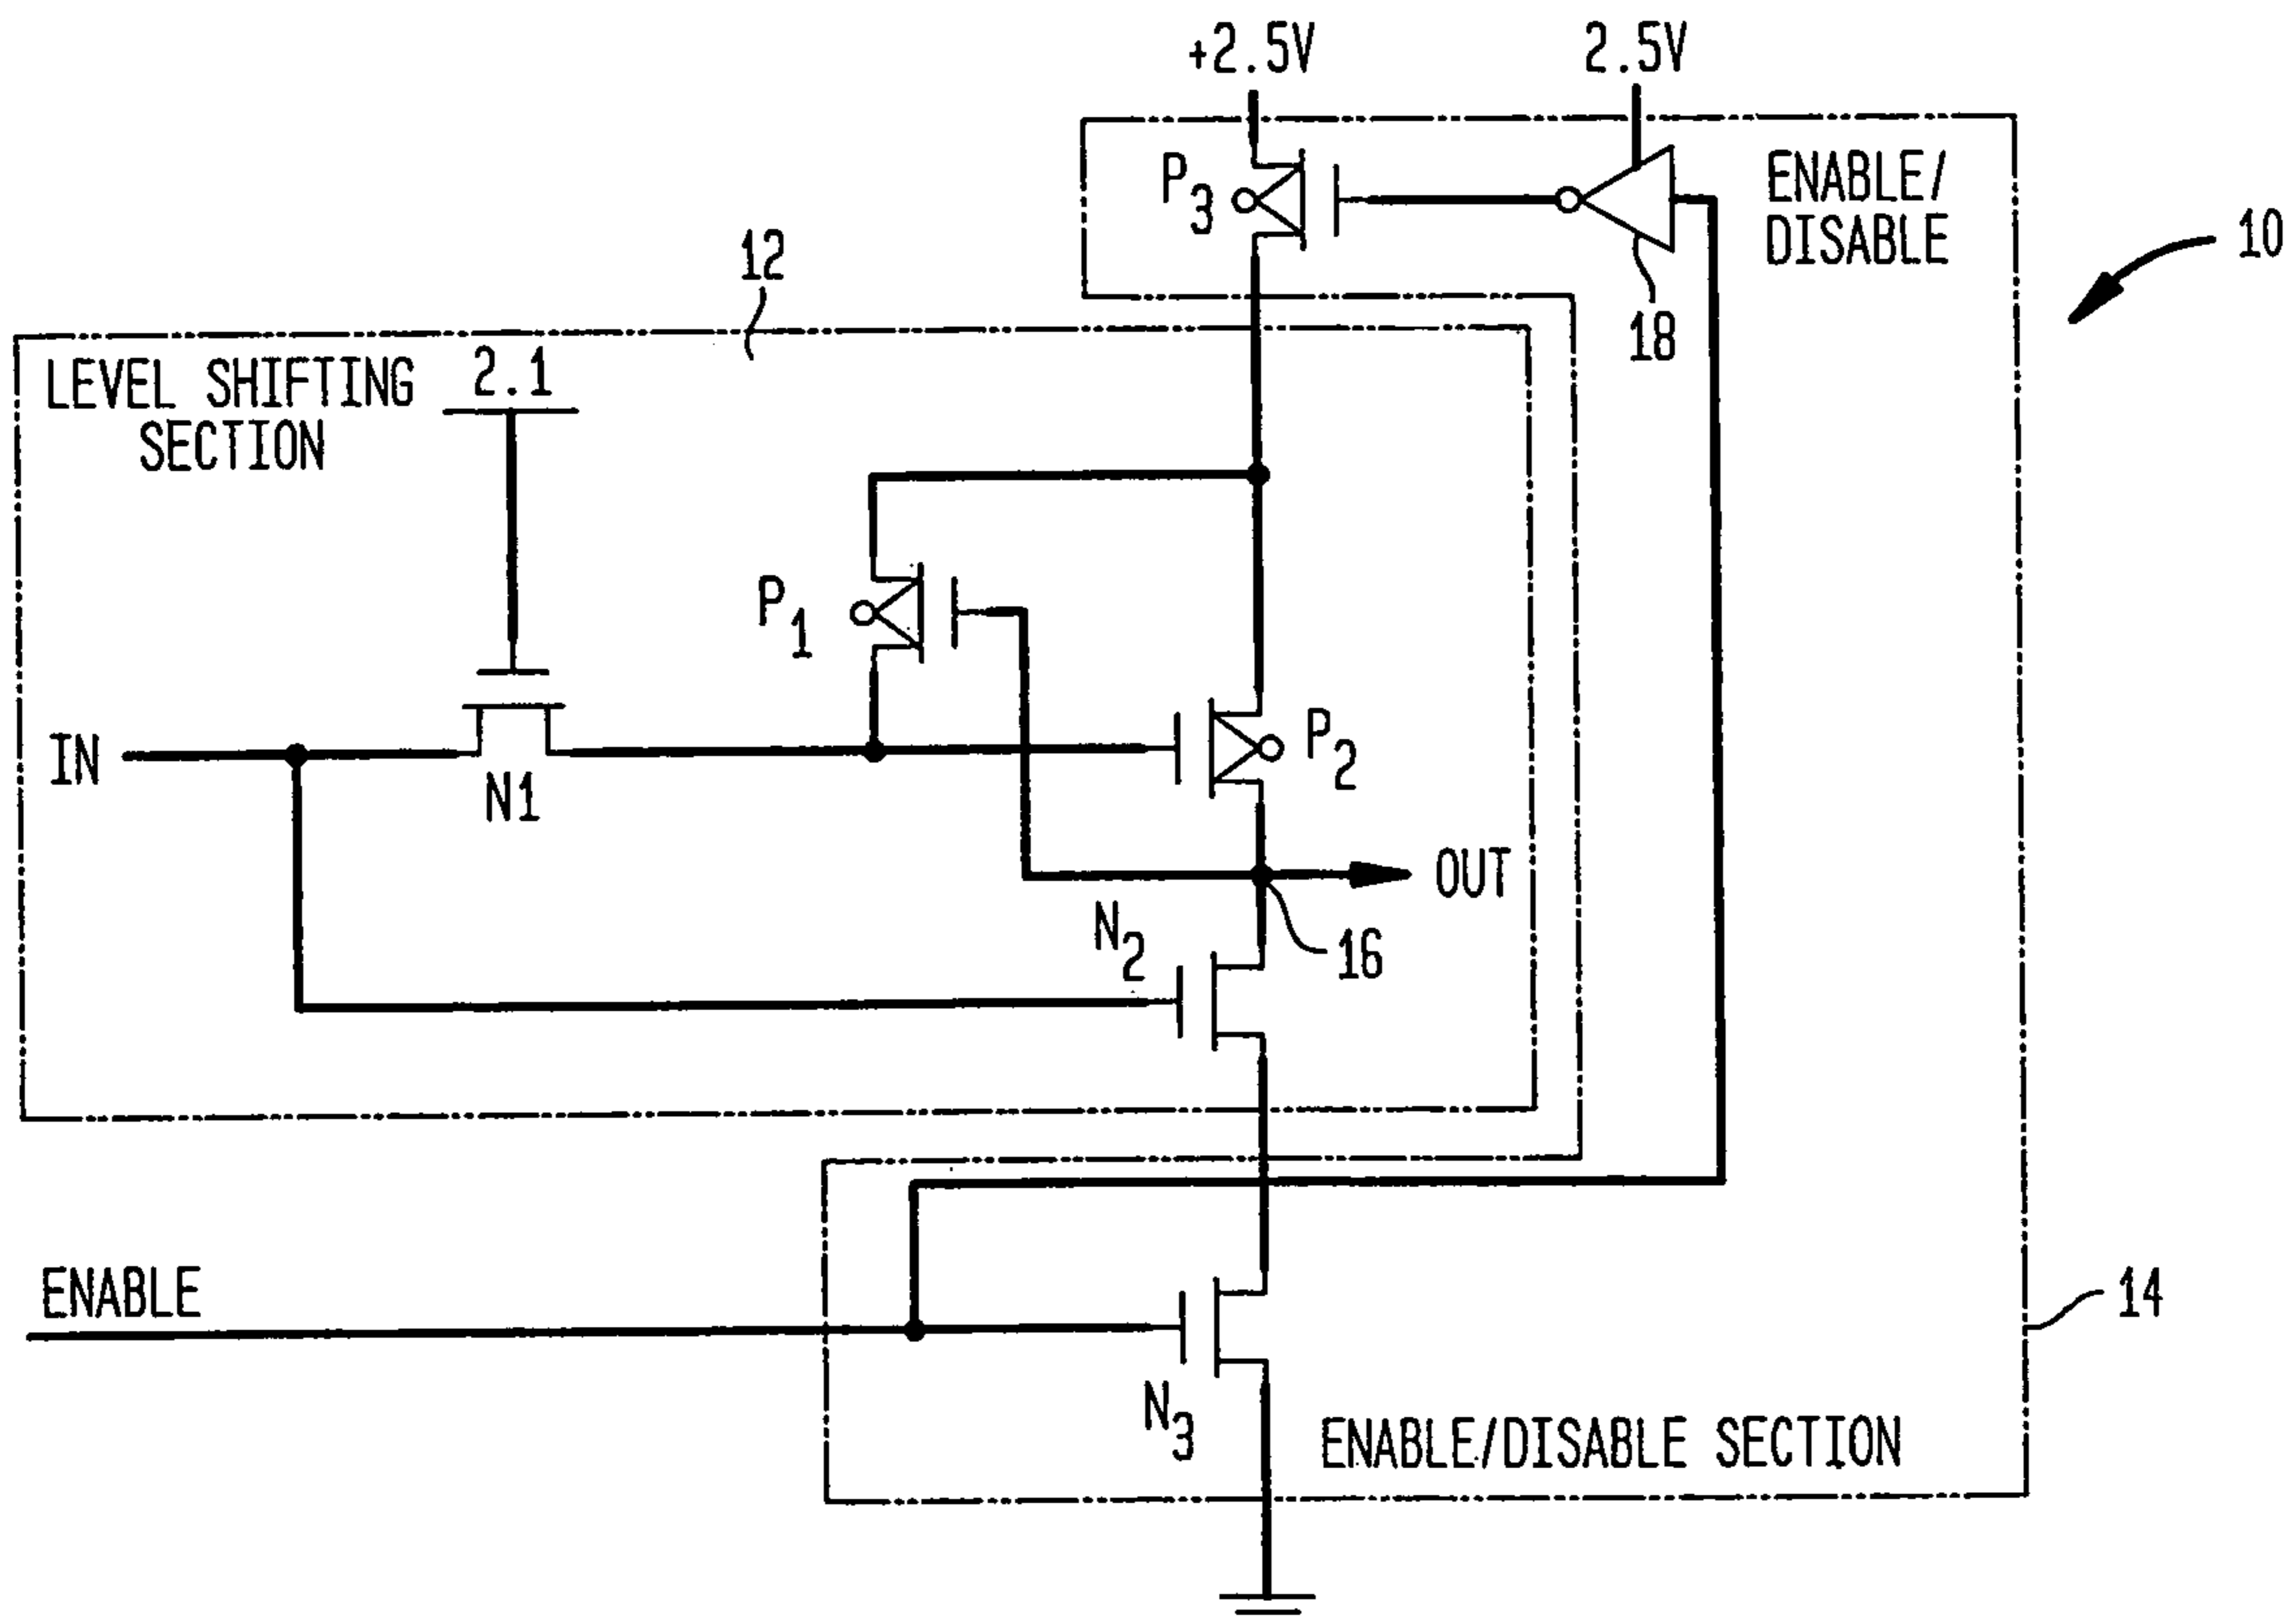 +2.5V
2.5V
P3
ENABLE/
DISABLE
10
12
18
LEVEL SHIFTING
SECTION
2.1
P1
P2
IN
N1
OUT
N2
16
ENABLE
14
N3
ENABLE/DISABLE SECTION